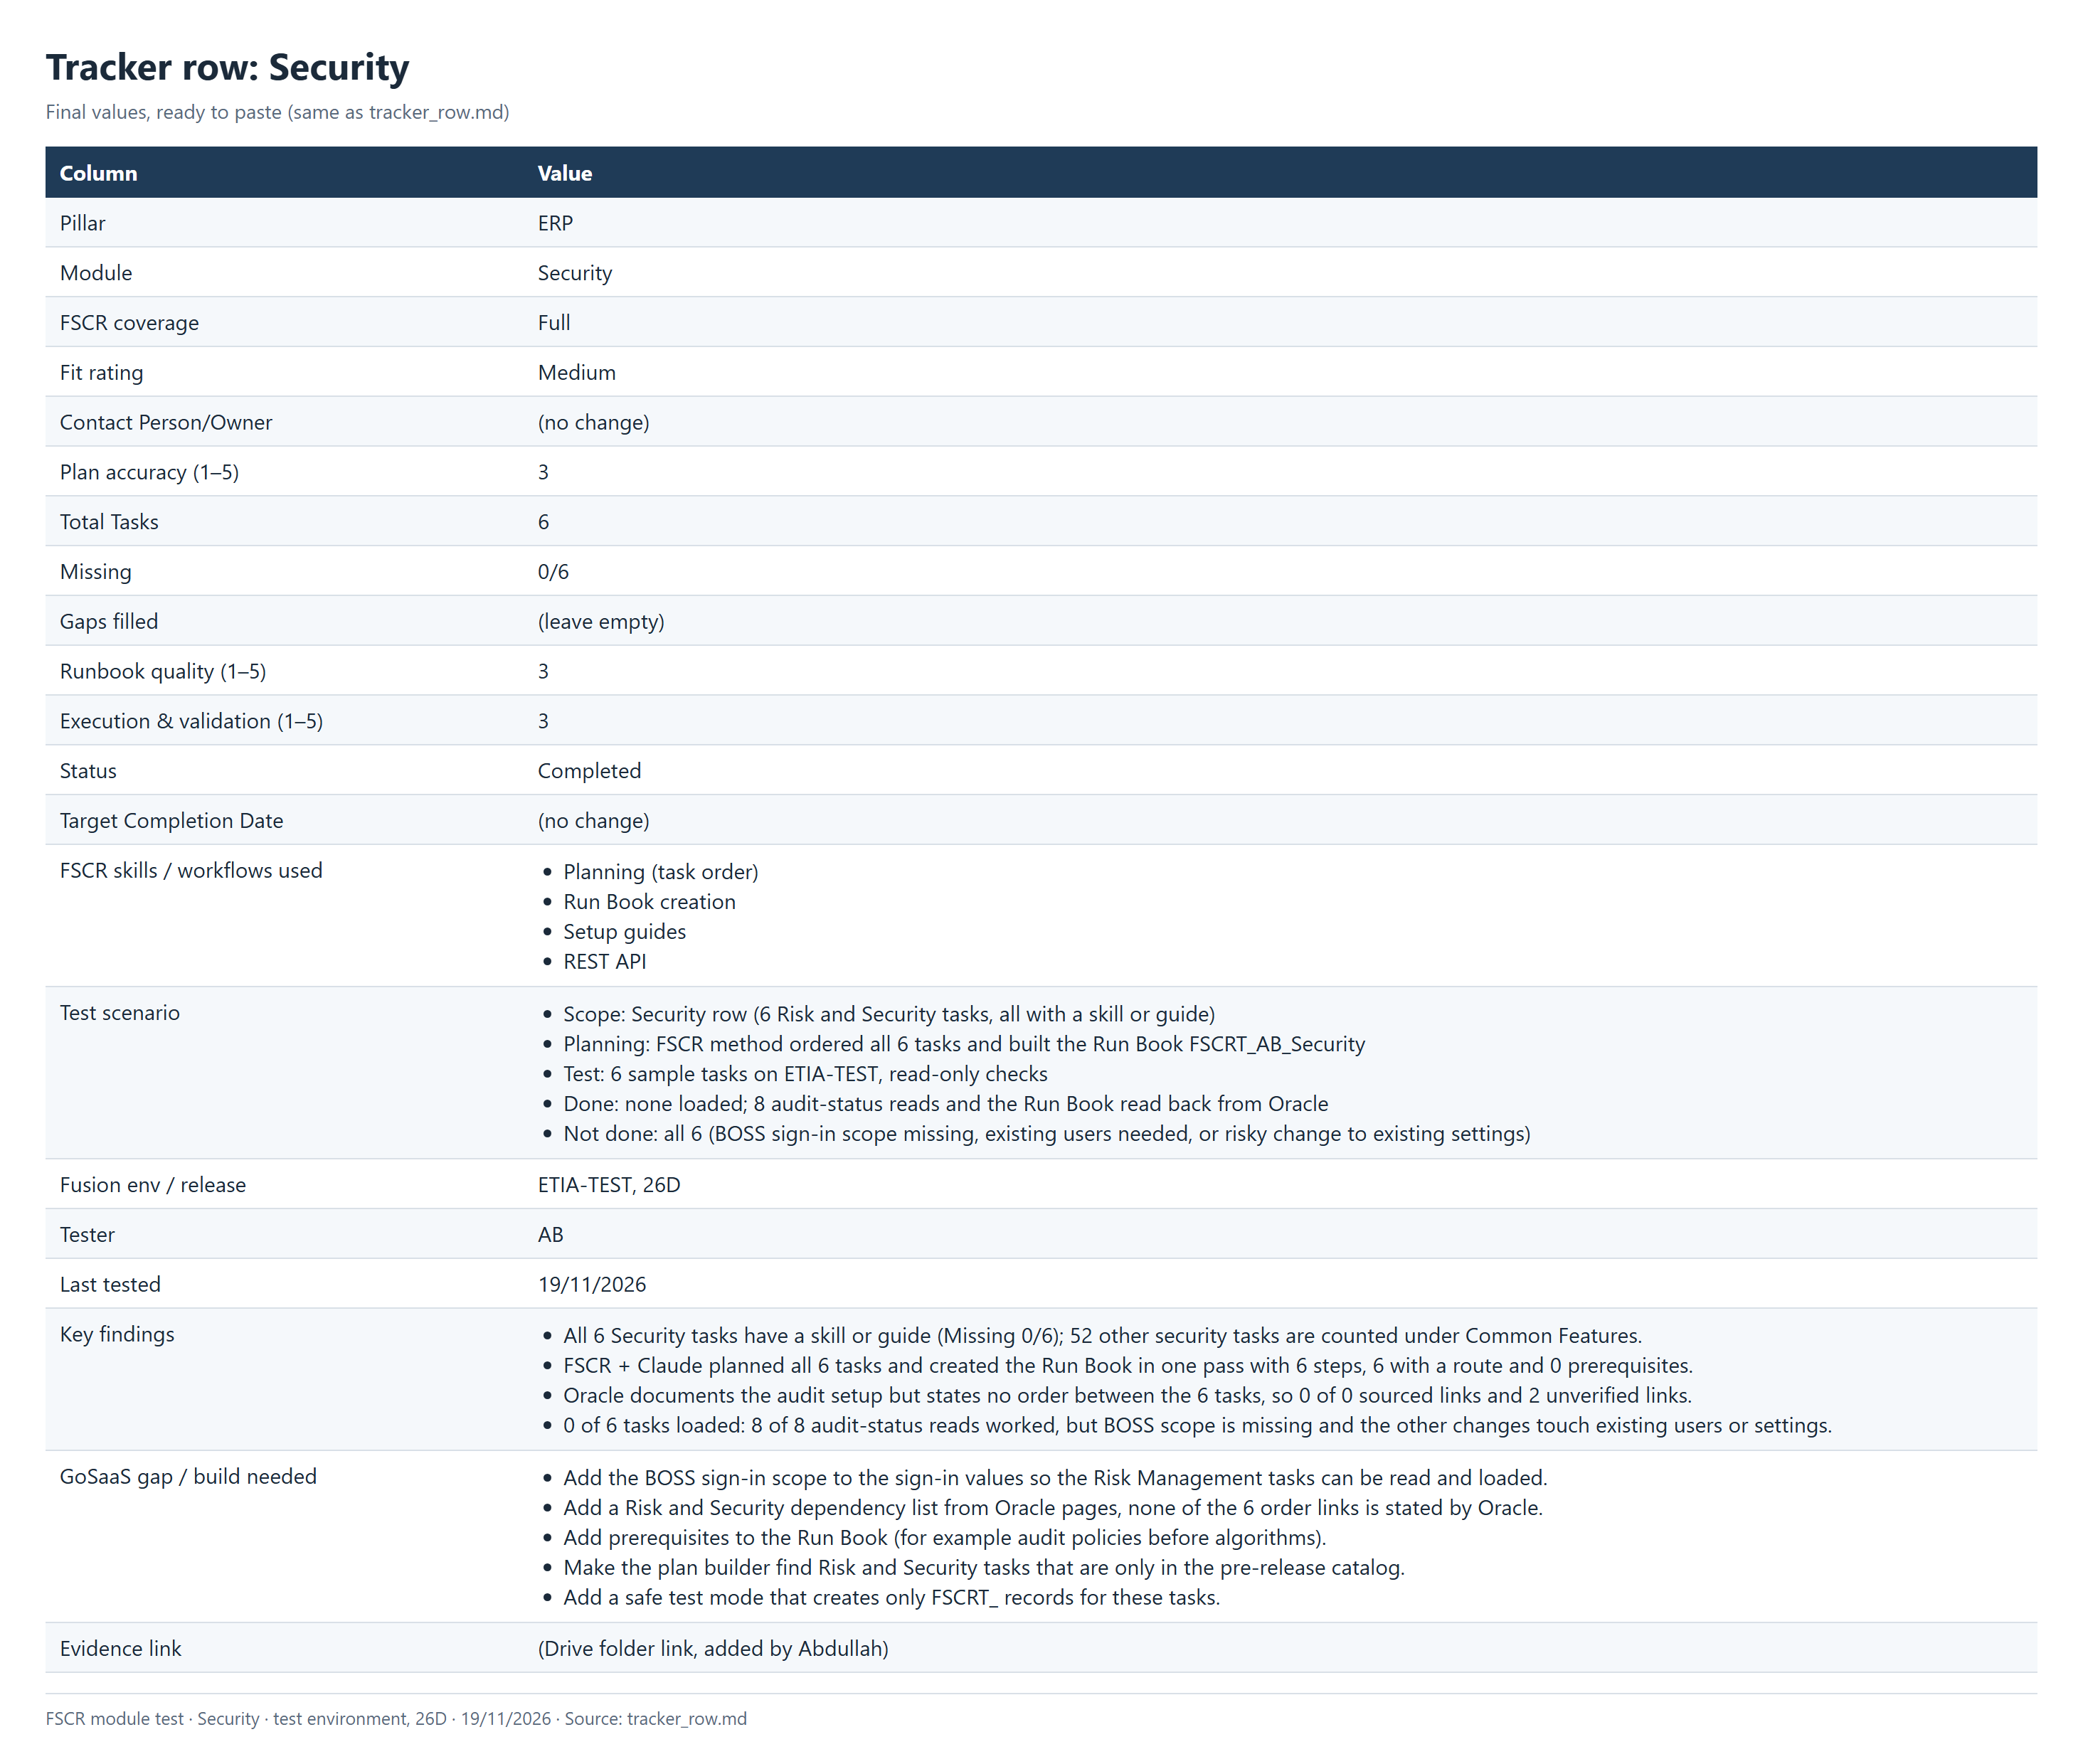 Tracker row: Security
Final values, ready to paste (same as tracker_row.md)
Column Value
Pillar ERP
Module Security
FSCR coverage Full
Fit rating Medium
Contact Person/Owner (no change)
Plan accuracy (1–5) 3
Total Tasks 6
Missing 0/6
Gaps filled (leave empty)
Runbook quality (1–5) 3
Execution & validation (1–5) 3
Status Completed
Target Completion Date (no change)
FSCR skills / workflows used • Planning (task order)
• Run Book creation
• Setup guides
• REST API
Test scenario • Scope: Security row (6 Risk and Security tasks, all with a skill or guide)
• Planning: FSCR method ordered all 6 tasks and built the Run Book FSCRT_AB_Security
• Test: 6 sample tasks on ETIA-TEST, read-only checks
• Done: none loaded; 8 audit-status reads and the Run Book read back from Oracle
• Not done: all 6 (BOSS sign-in scope missing, existing users needed, or risky change to existing settings)
Fusion env / release ETIA-TEST, 26D
Tester AB
Last tested 19/11/2026
Key findings • All 6 Security tasks have a skill or guide (Missing 0/6); 52 other security tasks are counted under Common Features.
• FSCR + Claude planned all 6 tasks and created the Run Book in one pass with 6 steps, 6 with a route and 0 prerequisites.
• Oracle documents the audit setup but states no order between the 6 tasks, so 0 of 0 sourced links and 2 unverified links.
• 0 of 6 tasks loaded: 8 of 8 audit-status reads worked, but BOSS scope is missing and the other changes touch existing users or settings.
GoSaaS gap / build needed • Add the BOSS sign-in scope to the sign-in values so the Risk Management tasks can be read and loaded.
• Add a Risk and Security dependency list from Oracle pages, none of the 6 order links is stated by Oracle.
• Add prerequisites to the Run Book (for example audit policies before algorithms).
• Make the plan builder find Risk and Security tasks that are only in the pre-release catalog.
• Add a safe test mode that creates only FSCRT_ records for these tasks.
Evidence link (Drive folder link, added by Abdullah)
FSCR module test · Security · test environment, 26D · 19/11/2026 · Source: tracker_row.md